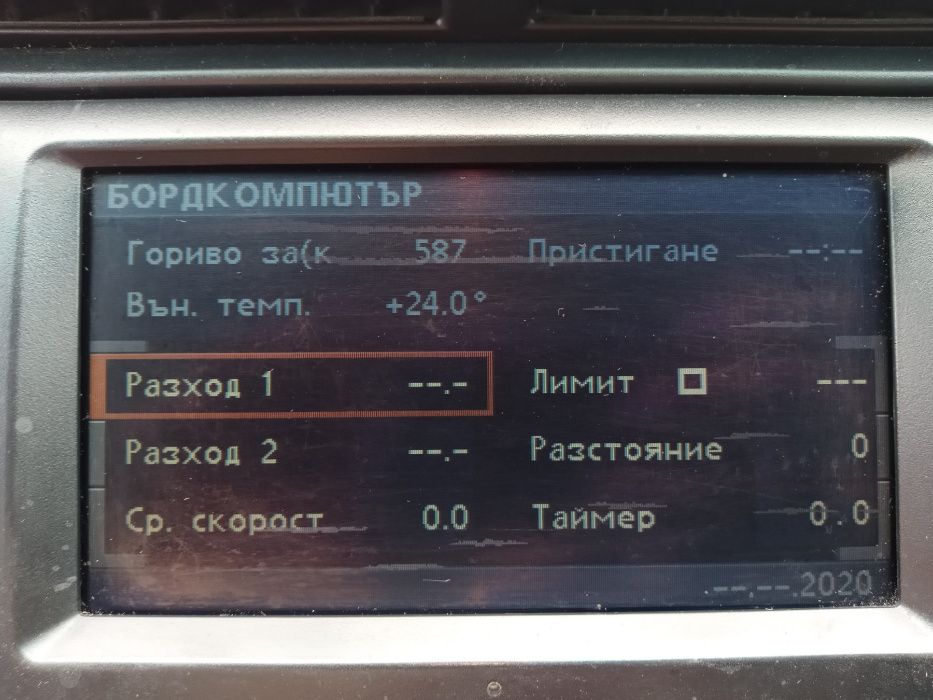 БОРДКОМПЮТЪР
Гориво за(к 587 Пристигане --:--
Вън. темп. +24.0°
Разход 1 --.- Лимит ---
Разход 2 --.- Разстояние 0
Ср. скорост 0.0 Таймер 0.0
--.--.2020